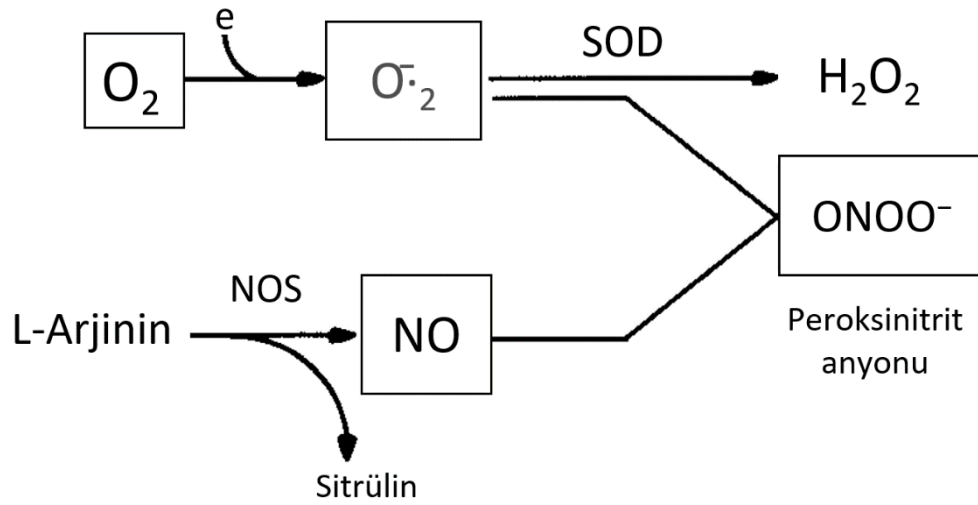 e
SOD
O₂
O⁻·₂
H₂O₂
ONOO⁻
NOS
L-Arjinin
NO
Peroksinitrit
anyonu
Sitrülin